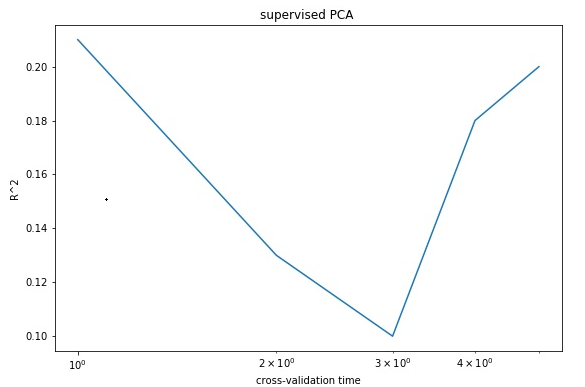 supervised PCA
R^2
0.20
0.18
0.16
0.14
0.12
0.10
10⁰
2 × 10⁰
3 × 10⁰
4 × 10⁰
cross-validation time